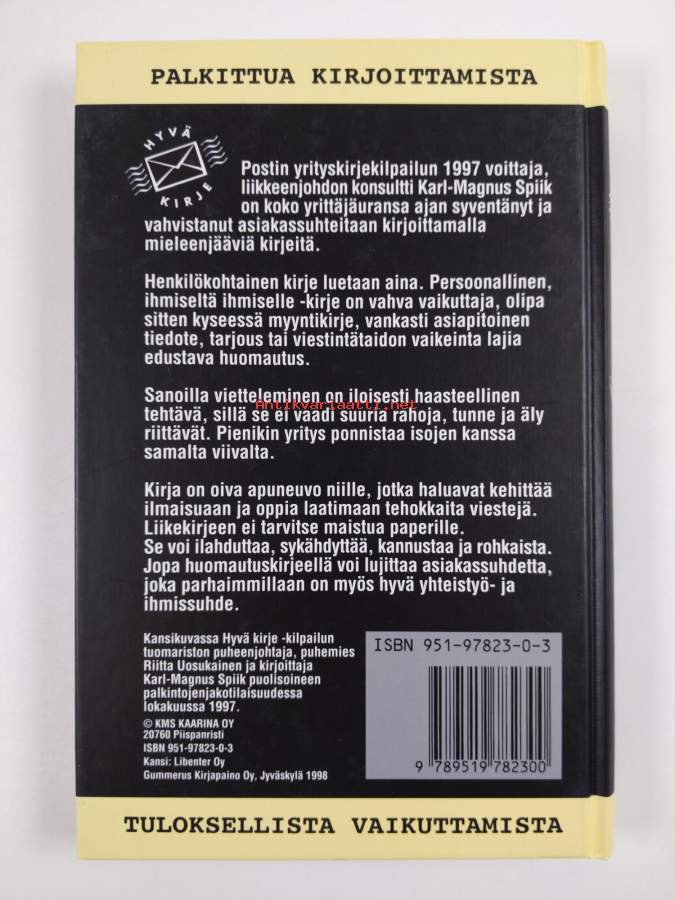 PALKITTUA KIRJOITTAMISTA
HYVÄ
KIRJE
Postin yrityskirjekilpailun 1997 voittaja,
liikkeenjohdon konsultti Karl-Magnus Spiik
on koko yrittäjäuransa ajan syventänyt ja
vahvistanut asiakassuhteitaan kirjoittamalla
mieleenjääviä kirjeitä.
Henkilökohtainen kirje luetaan aina. Persoonallinen,
ihmiseltä ihmiselle -kirje on vahva vaikuttaja, olipa
sitten kyseessä myyntikirje, vankasti asiapitoinen
tiedote, tarjous tai viestintätaidon vaikeinta lajia
edustava huomautus.
Sanoilla vietteleminen on iloisesti haasteellinen
Antikvariaatti.net
tehtävä, sillä se ei vaadi suuria rahoja, tunne ja äly
riittävät. Pienikin yritys ponnistaa isojen kanssa
samalta viivalta.
Kirja on oiva apuneuvo niille, jotka haluavat kehittää
ilmaisuaan ja oppia laatimaan tehokkaita viestejä.
Liikekirjeen ei tarvitse maistua paperille.
Se voi ilahduttaa, sykähdyttää, kannustaa ja rohkaista.
Jopa huomautuskirjeellä voi lujittaa asiakassuhdetta,
joka parhaimmillaan on myös hyvä yhteistyö- ja
ihmissuhde.
Kansikuvassa Hyvä kirje -kilpailun
tuomariston puheenjohtaja, puhemies
Riitta Uosukainen ja kirjoittaja
Karl-Magnus Spiik puolisoineen
palkintojenjakotilaisuudessa
lokakuussa 1997.
© KMS KAARINA OY
20760 Piispanristi
ISBN 951-97823-0-3
Kansi: Libenter Oy
Gummerus Kirjapaino Oy, Jyväskylä 1998
ISBN 951-97823-0-3
9 789519 782300
TULOKSELLISTA VAIKUTTAMISTA